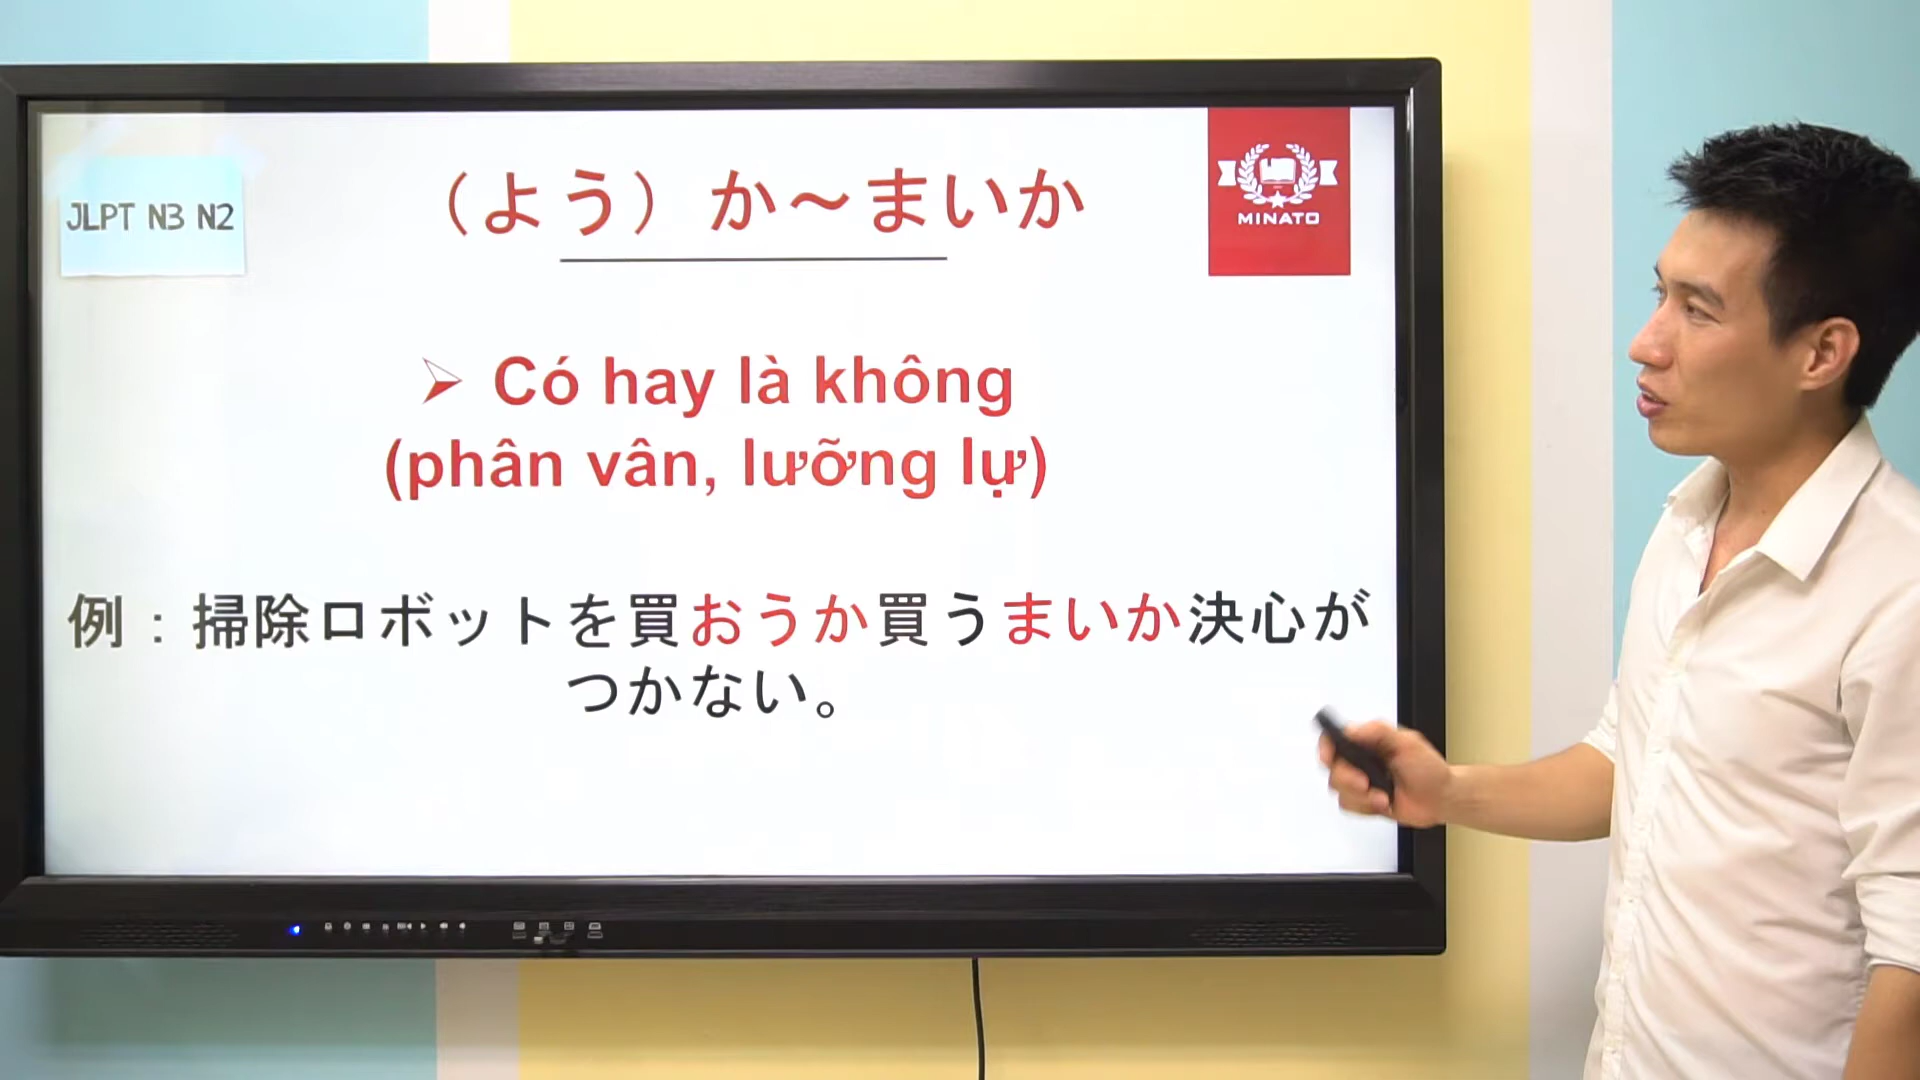 JLPT N3 N2
（よう）か～まいか
MINATO
➢ Có hay là không
(phân vân, lưỡng lự)
例：掃除ロボットを買おうか買うまいか決心が
つかない。